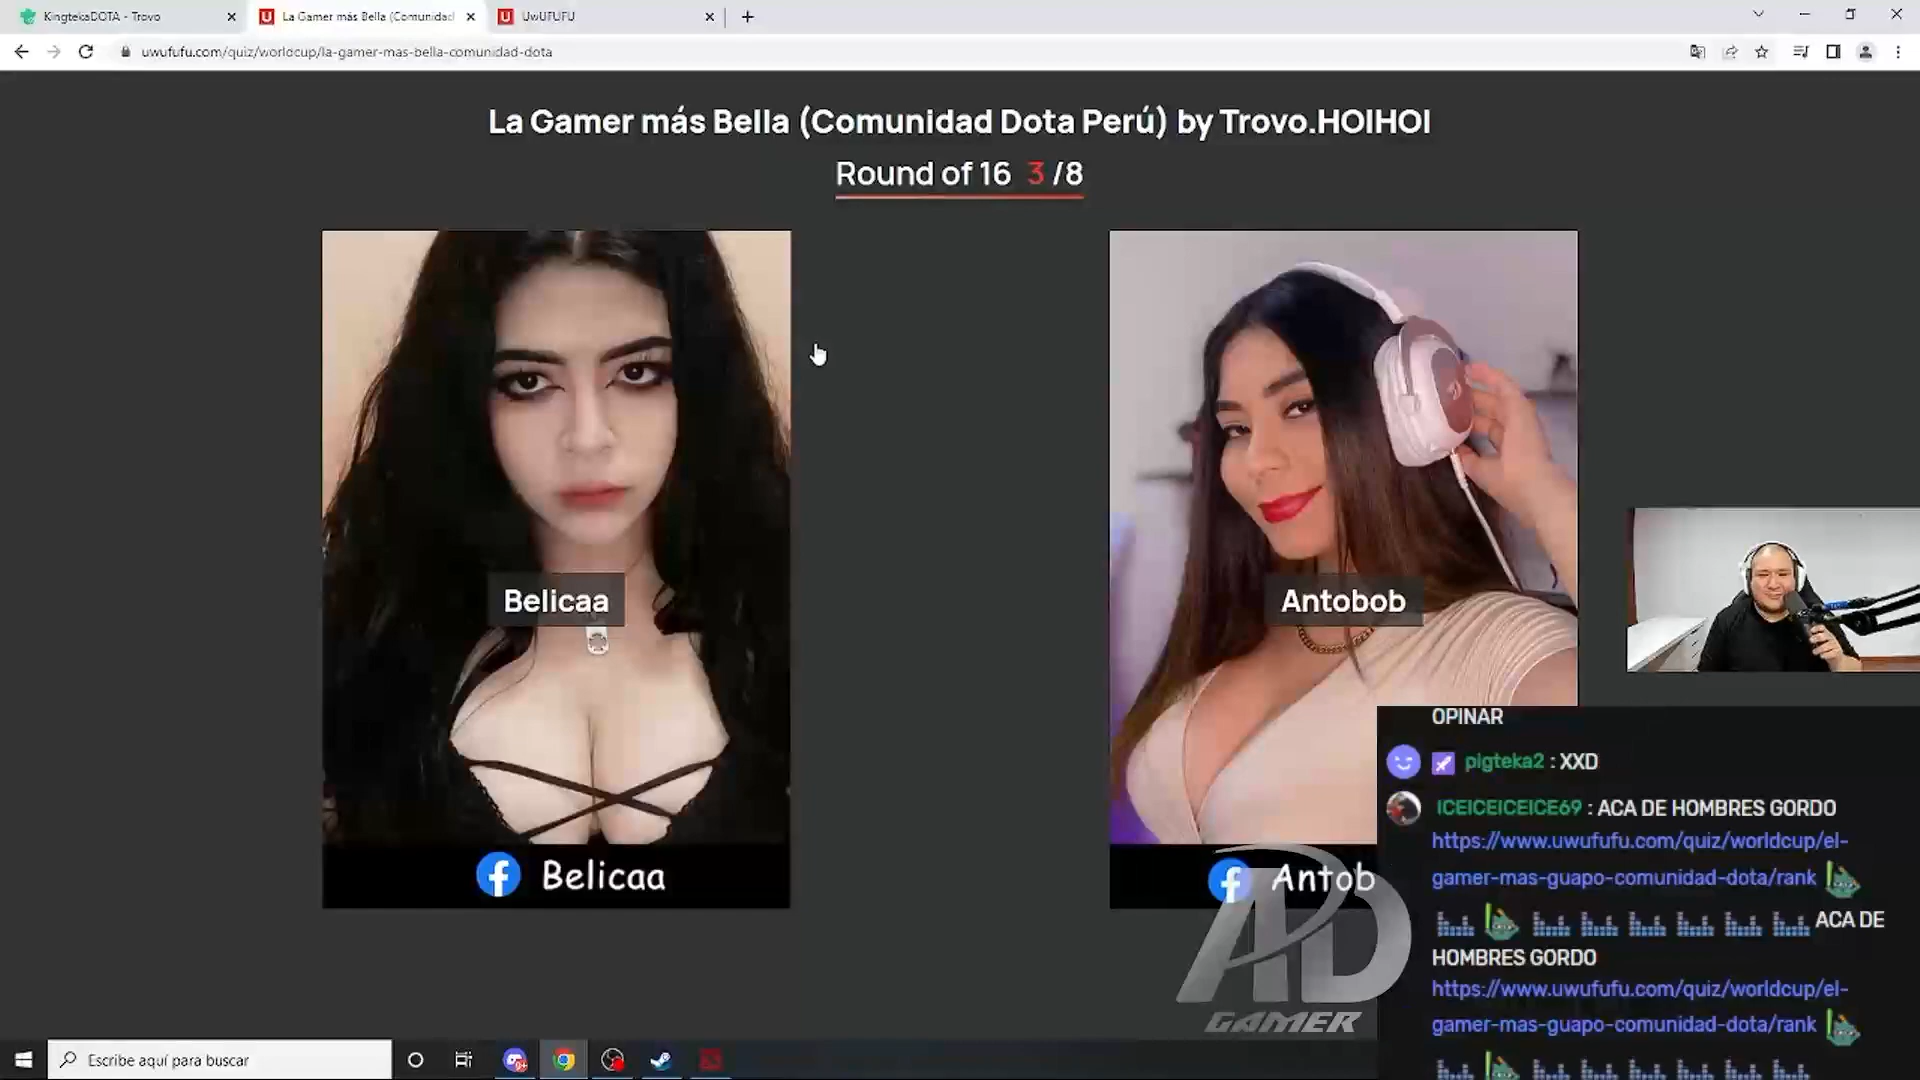 KingtekaDOTA - Trovo
La Gamer más Bella (Comunidad
UwUFUFU
uwufufu.com/quiz/worldcup/la-gamer-mas-bella-comunidad-dota
La Gamer más Bella (Comunidad Dota Perú) by Trovo.HOIHOI
Round of 16 3 /8
Belicaa
Antobob
Belicaa
Antob
OPINAR
pigteka2 : XXD
ICEICEICEICE69 : ACA DE HOMBRES GORDO
https://www.uwufufu.com/quiz/worldcup/el-
gamer-mas-guapo-comunidad-dota/rank
ACA DE
HOMBRES GORDO
https://www.uwufufu.com/quiz/worldcup/el-
gamer-mas-guapo-comunidad-dota/rank
AD
GAMER
Escribe aquí para buscar